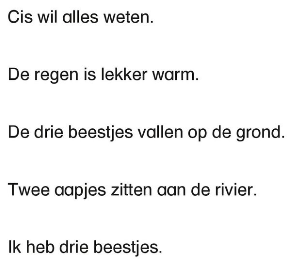 Cis wil alles weten.
De regen is lekker warm.
De drie beestjes vallen op de grond.
Twee aapjes zitten aan de rivier.
Ik heb drie beestjes.